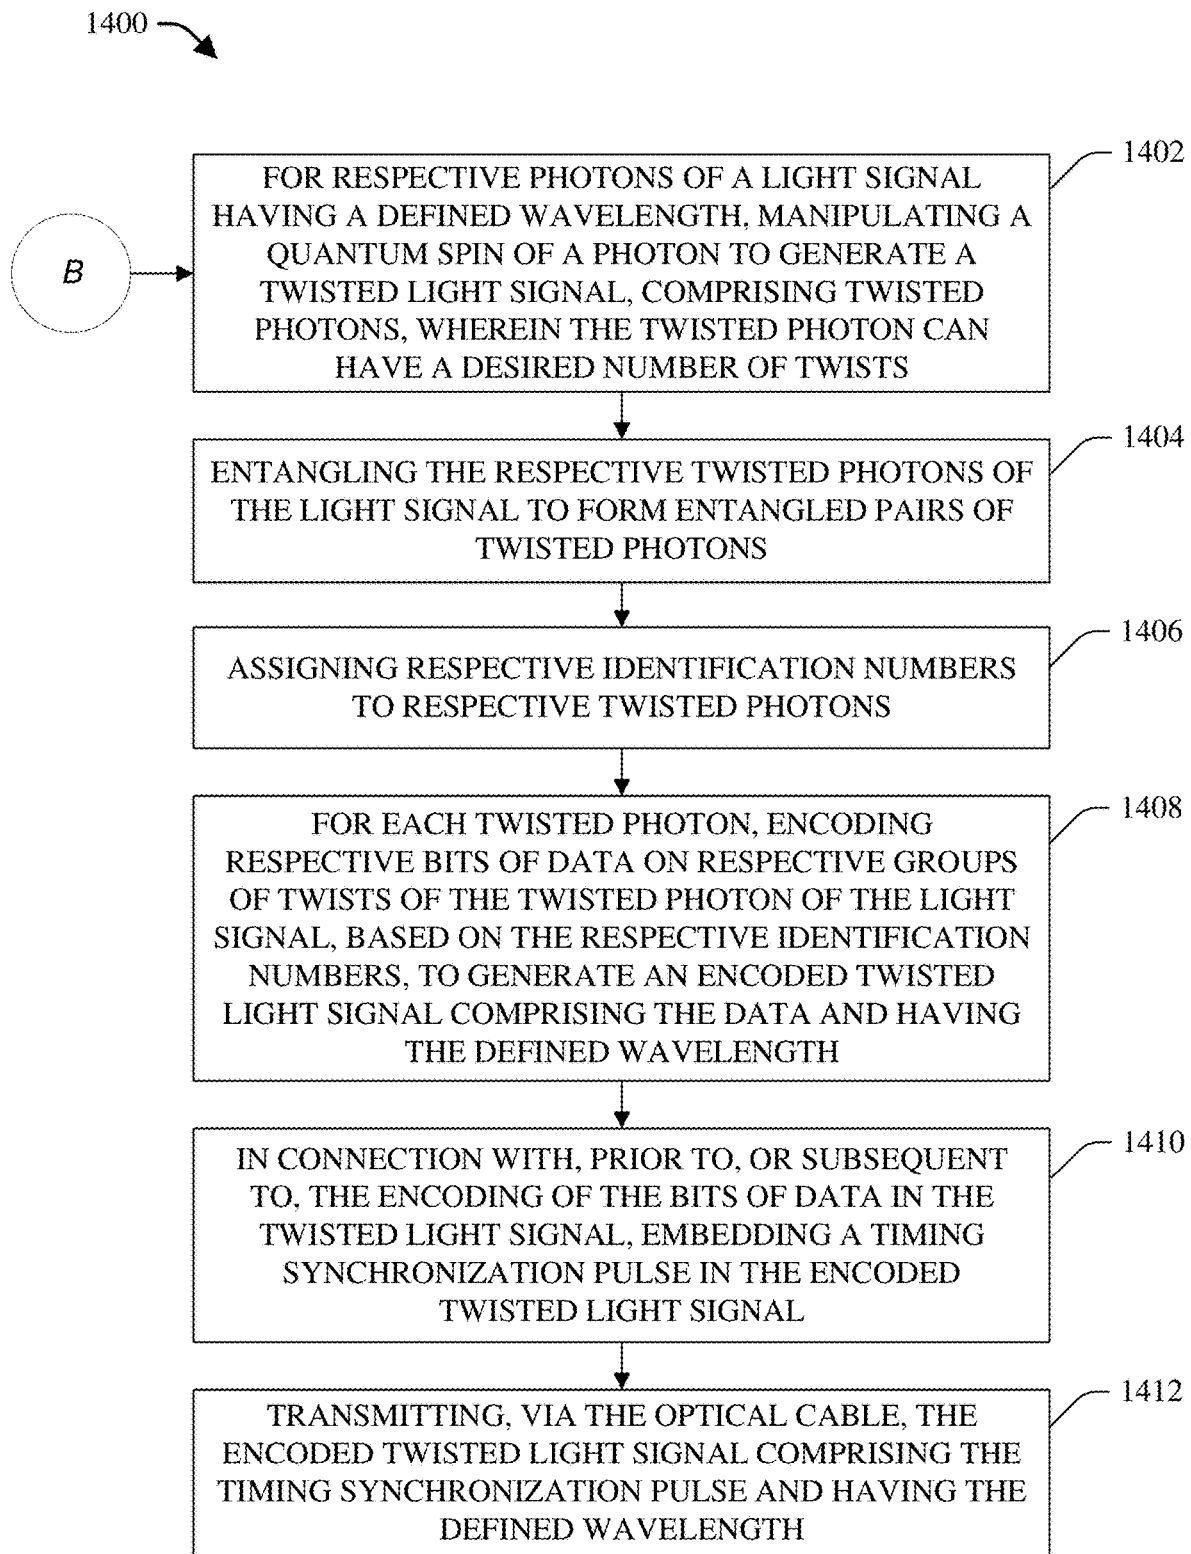 1400
1402
FOR RESPECTIVE PHOTONS OF A LIGHT SIGNAL
HAVING A DEFINED WAVELENGTH, MANIPULATING A
QUANTUM SPIN OF A PHOTON TO GENERATE A
TWISTED LIGHT SIGNAL, COMPRISING TWISTED
PHOTONS, WHEREIN THE TWISTED PHOTON CAN
HAVE A DESIRED NUMBER OF TWISTS
B
1404
ENTANGLING THE RESPECTIVE TWISTED PHOTONS OF
THE LIGHT SIGNAL TO FORM ENTANGLED PAIRS OF
TWISTED PHOTONS
1406
ASSIGNING RESPECTIVE IDENTIFICATION NUMBERS
TO RESPECTIVE TWISTED PHOTONS
1408
FOR EACH TWISTED PHOTON, ENCODING
RESPECTIVE BITS OF DATA ON RESPECTIVE GROUPS
OF TWISTS OF THE TWISTED PHOTON OF THE LIGHT
SIGNAL, BASED ON THE RESPECTIVE IDENTIFICATION
NUMBERS, TO GENERATE AN ENCODED TWISTED
LIGHT SIGNAL COMPRISING THE DATA AND HAVING
THE DEFINED WAVELENGTH
1410
IN CONNECTION WITH, PRIOR TO, OR SUBSEQUENT
TO, THE ENCODING OF THE BITS OF DATA IN THE
TWISTED LIGHT SIGNAL, EMBEDDING A TIMING
SYNCHRONIZATION PULSE IN THE ENCODED
TWISTED LIGHT SIGNAL
1412
TRANSMITTING, VIA THE OPTICAL CABLE, THE
ENCODED TWISTED LIGHT SIGNAL COMPRISING THE
TIMING SYNCHRONIZATION PULSE AND HAVING THE
DEFINED WAVELENGTH